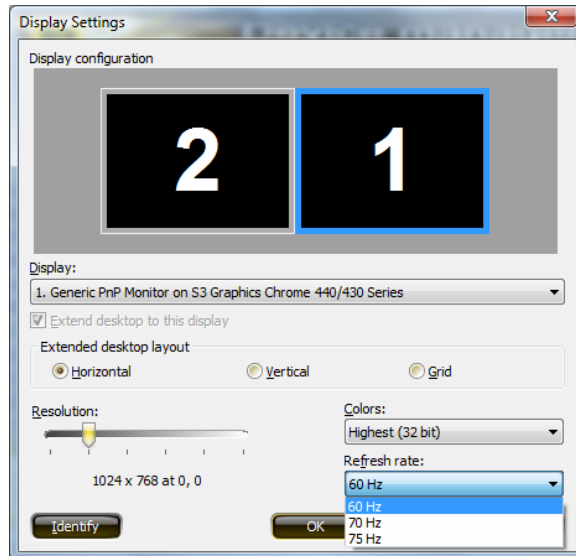 Display Settings
Display configuration
2 1
Display:
1. Generic PnP Monitor on S3 Graphics Chrome 440/430 Series
Extend desktop to this display
Extended desktop layout
Horizontal Vertical Grid
Resolution: Colors:
Highest (32 bit)
Refresh rate:
1024 x 768 at 0, 0 60 Hz
60 Hz
Identify OK 70 Hz
75 Hz